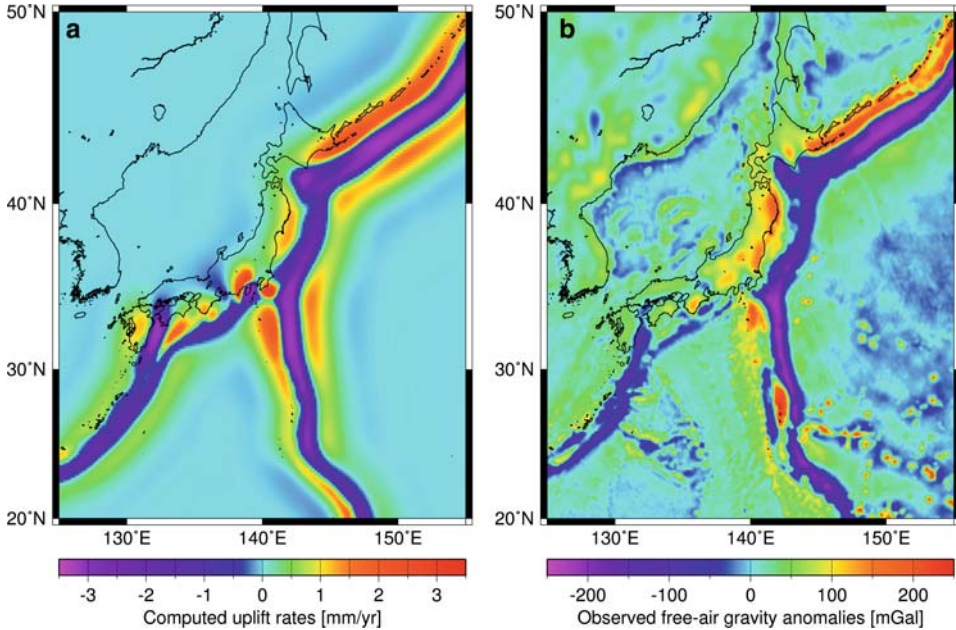 a
b
50˚N
50˚N
40˚N
40˚N
30˚N
30˚N
20˚N
20˚N
130˚E
140˚E
150˚E
130˚E
140˚E
150˚E
-3
-2
-1
0
1
2
3
-200
-100
0
100
200
Computed uplift rates [mm/yr]
Observed free-air gravity anomalies [mGal]